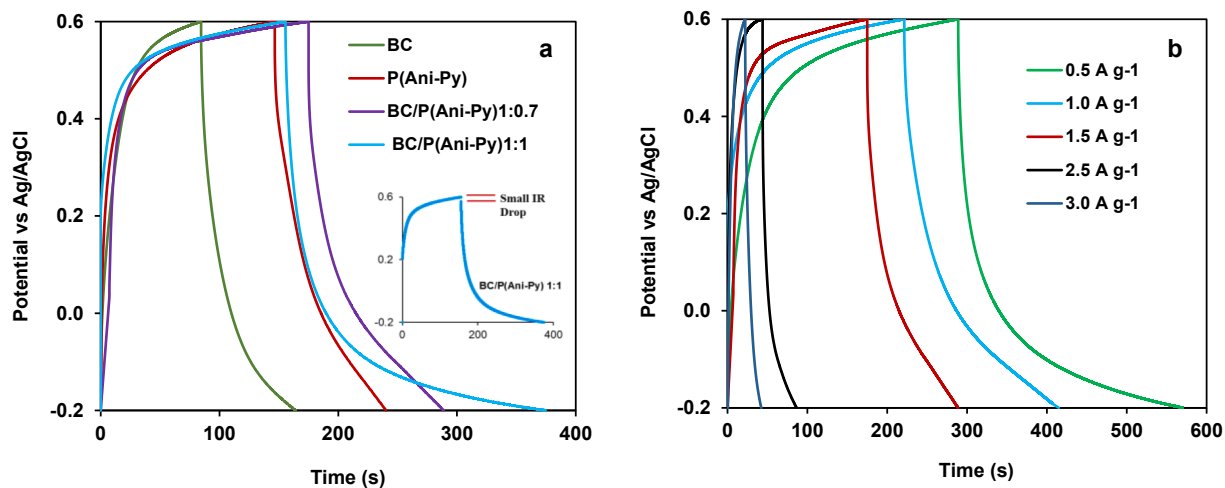 a
Potential vs Ag/AgCl
0.6
0.4
0.2
0.0
-0.2
0
100
200
300
400
Time (s)
BC
P(Ani-Py)
BC/P(Ani-Py)1:0.7
BC/P(Ani-Py)1:1
0.6
0.2
-0.2
0
200
400
Small IR
Drop
BC/P(Ani-Py) 1:1
b
Potential vs Ag/AgCl
0.6
0.4
0.2
0.0
-0.2
0
100
200
300
400
500
600
Time (s)
0.5 A g-1
1.0 A g-1
1.5 A g-1
2.5 A g-1
3.0 A g-1